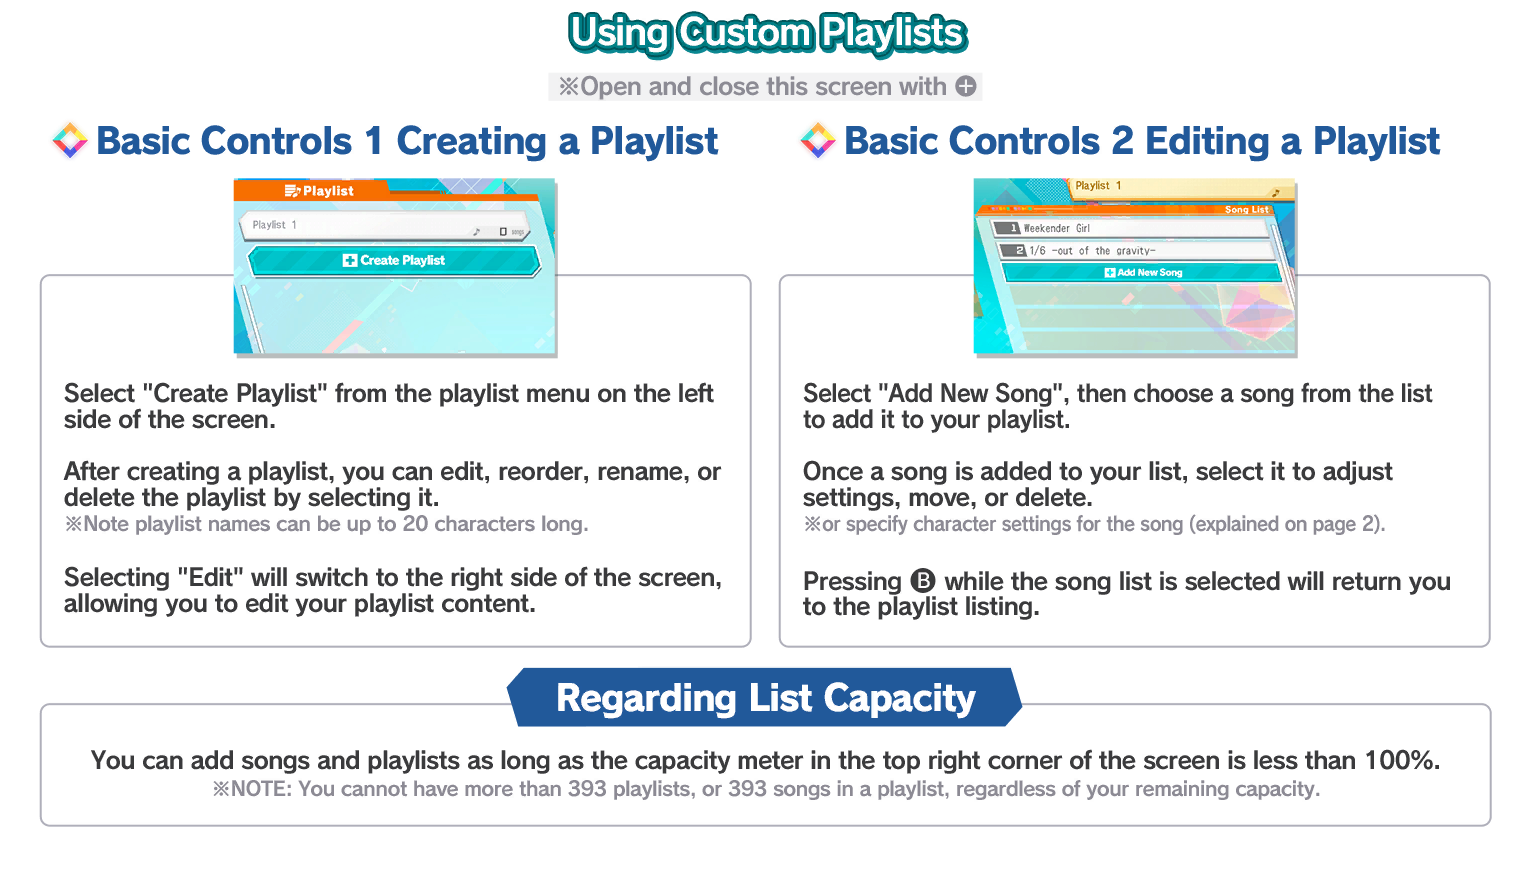 Using Custom Playlists
※Open and close this screen with ⊕
Basic Controls 1 Creating a Playlist
Playlist
Playlist 1
0
Create Playlist
Select "Create Playlist" from the playlist menu on the left
side of the screen.
After creating a playlist, you can edit, reorder, rename, or
delete the playlist by selecting it.
※Note playlist names can be up to 20 characters long.
Selecting "Edit" will switch to the right side of the screen,
allowing you to edit your playlist content.
Basic Controls 2 Editing a Playlist
Playlist 1
Song List
1 Weekender Girl
2 1/6 -out of the gravity-
Add New Song
Select "Add New Song", then choose a song from the list
to add it to your playlist.
Once a song is added to your list, select it to adjust
settings, move, or delete.
※or specify character settings for the song (explained on page 2).
Pressing B while the song list is selected will return you
to the playlist listing.
Regarding List Capacity
You can add songs and playlists as long as the capacity meter in the top right corner of the screen is less than 100%.
※NOTE: You cannot have more than 393 playlists, or 393 songs in a playlist, regardless of your remaining capacity.